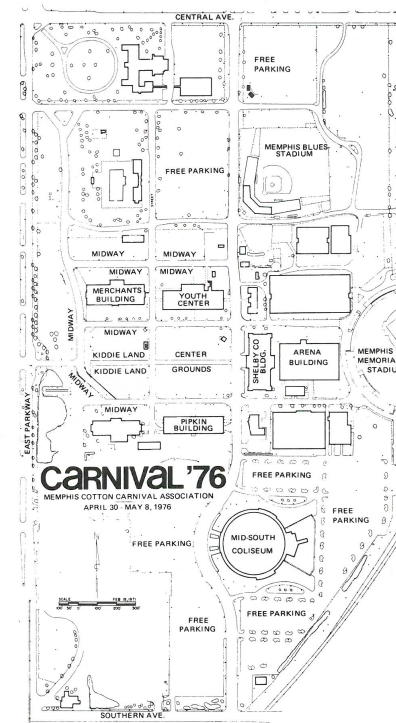 CENTRAL AVE.
FREE
PARKING
FREE PARKING
MEMPHIS BLUES
STADIUM
MIDWAY
MIDWAY
MIDWAY
MIDWAY
MERCHANTS
BUILDING
YOUTH
CENTER
MIDWAY
MIDWAY
KIDDIE LAND
CENTER
KIDDIE LAND
GROUNDS
SHELBY CO
BLDG.
ARENA
BUILDING
MEMPHIS
MEMORIA
STADIU
MIDWAY
EAST PARKWAY
MIDWAY
PIPKIN
BUILDING
CARNIVAL '76
MEMPHIS COTTON CARNIVAL ASSOCIATION
APRIL 30 - MAY 8, 1976
FREE PARKING
FREE
PARKING
FREE PARKING
MID-SOUTH
COLISEUM
FREE PARKING
FREE
PARKING
SCALE
SOUTHERN AVE.